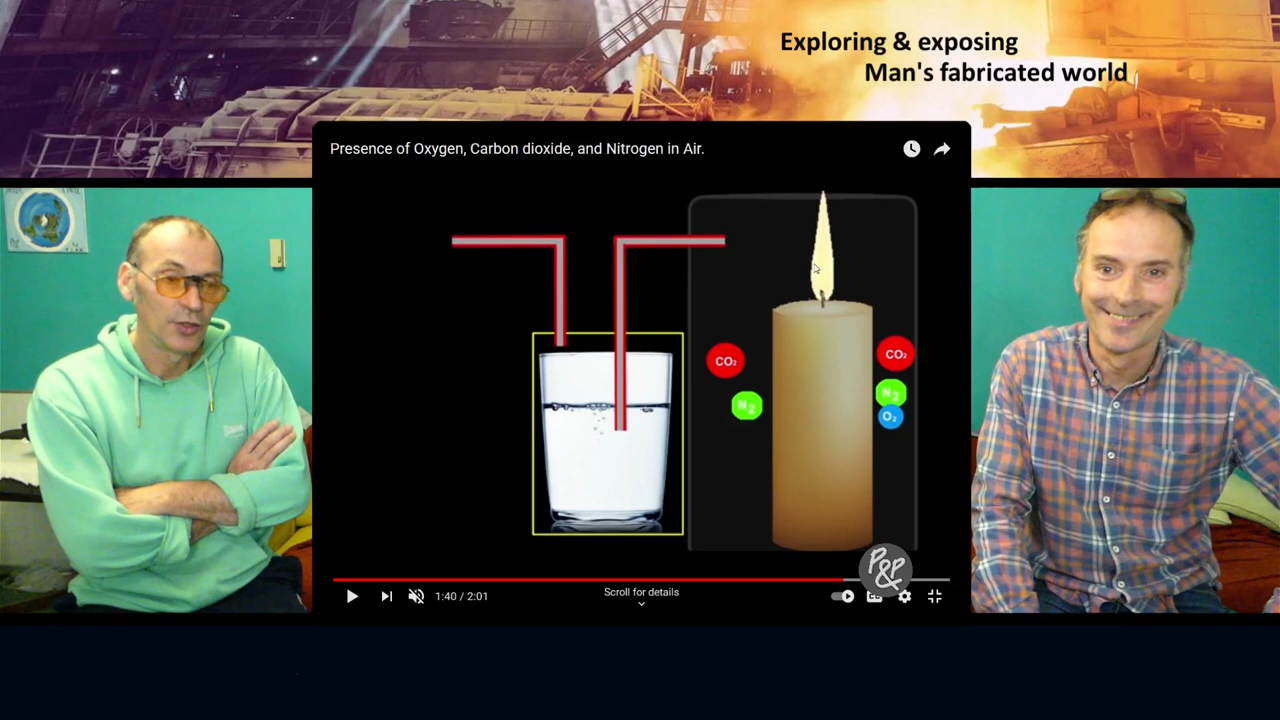 Exploring & exposing
Man's fabricated world
Presence of Oxygen, Carbon dioxide, and Nitrogen in Air.
CO₂
CO₂
N₂
N₂
O₂
P&P
1:40 / 2:01
Scroll for details